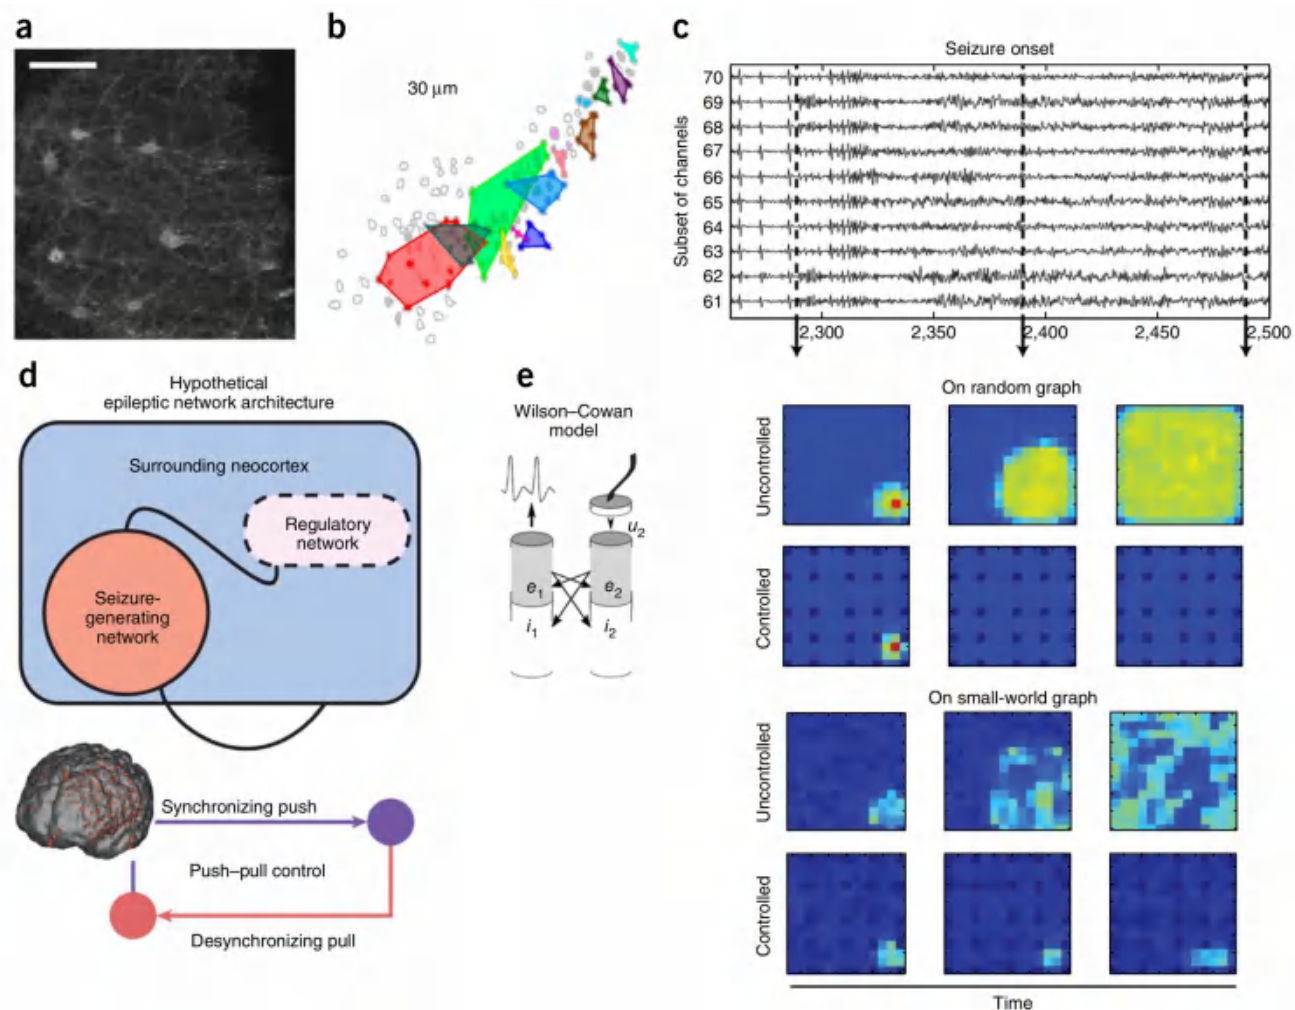 a
b
30 μm
c
Seizure onset
Subset of channels
70
69
68
67
66
65
64
63
62
61
2,300
2,350
2,400
2,450
2,500
d
Hypothetical
epileptic network architecture
Surrounding neocortex
Regulatory
network
Seizure-
generating
network
Synchronizing push
Push–pull control
Desynchronizing pull
e
Wilson–Cowan
model
u2
e1
e2
i1
i2
On random graph
Uncontrolled
Controlled
On small-world graph
Uncontrolled
Controlled
Time